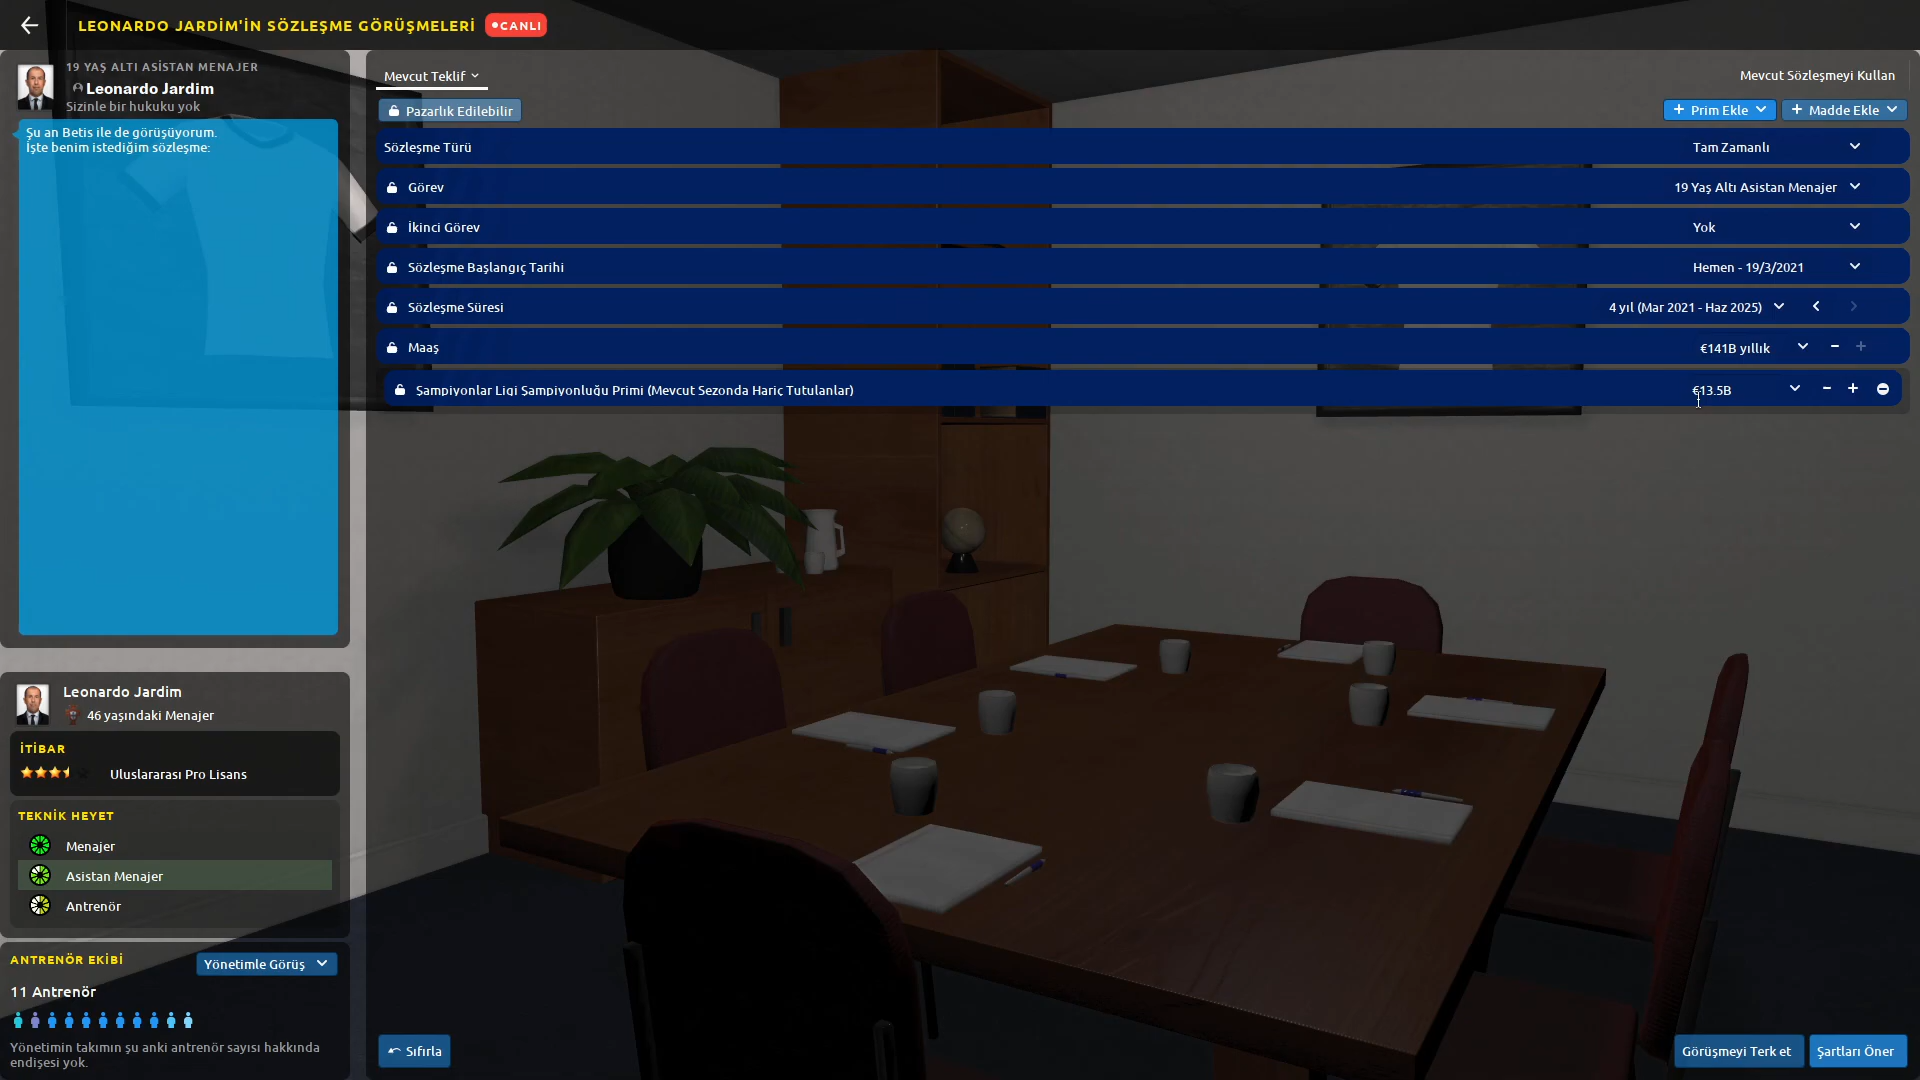 LEONARDO JARDİM'İN SÖZLEŞME GÖRÜŞMELERİ
CANLI
19 YAŞ ALTI ASİSTAN MENAJER
Leonardo Jardim
Sizinle bir hukuku yok
Şu an Betis ile de görüşüyorum.
İşte benim istediğim sözleşme:
Mevcut Teklif
Mevcut Sözleşmeyi Kullan
Pazarlık Edilebilir
+ Prim Ekle
+ Madde Ekle
Sözleşme Türü Tam Zamanlı
Görev 19 Yaş Altı Asistan Menajer
İkinci Görev Yok
Sözleşme Başlangıç Tarihi Hemen - 19/3/2021
Sözleşme Süresi 4 yıl (Mar 2021 - Haz 2025)
Maaş €141B yıllık
Şampiyonlar Ligi Şampiyonluğu Primi (Mevcut Sezonda Hariç Tutulanlar) €13.5B
Leonardo Jardim
46 yaşındaki Menajer
İTİBAR
Uluslararası Pro Lisans
TEKNİK HEYET
Menajer
Asistan Menajer
Antrenör
ANTRENÖR EKİBİ
Yönetimle Görüş
11 Antrenör
Yönetimin takımın şu anki antrenör sayısı hakkında
endişesi yok.
Sıfırla
Görüşmeyi Terk et
Şartları Öner